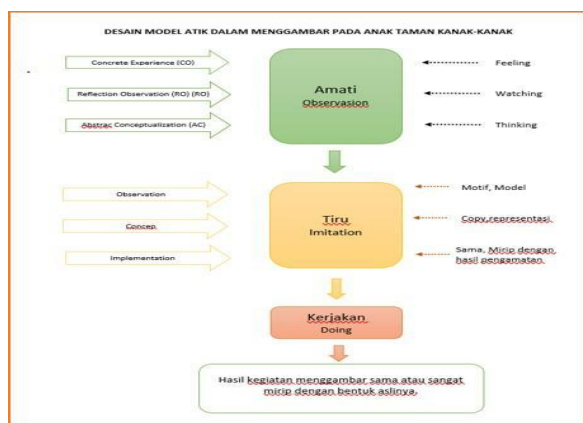 DESAIN MODEL ATIK DALAM MENGGAMBAR PADA ANAK TAMAN KANAK-KANAK
Concrete Experience (CO)
Reflection Observation (RO) (RO)
Abstrac Conceptualization (AC)
Amati
Observasion
Feeling
Watching
Thinking
Observation
Concep
Implementation
Tiru
Imitation
Motif, Model
Copy,representasi
Sama, Mirip dengan
hasil pengamatan
Kerjakan
Doing
Hasil kegiatan menggambar sama atau sangat
mirip dengan bentuk aslinya.